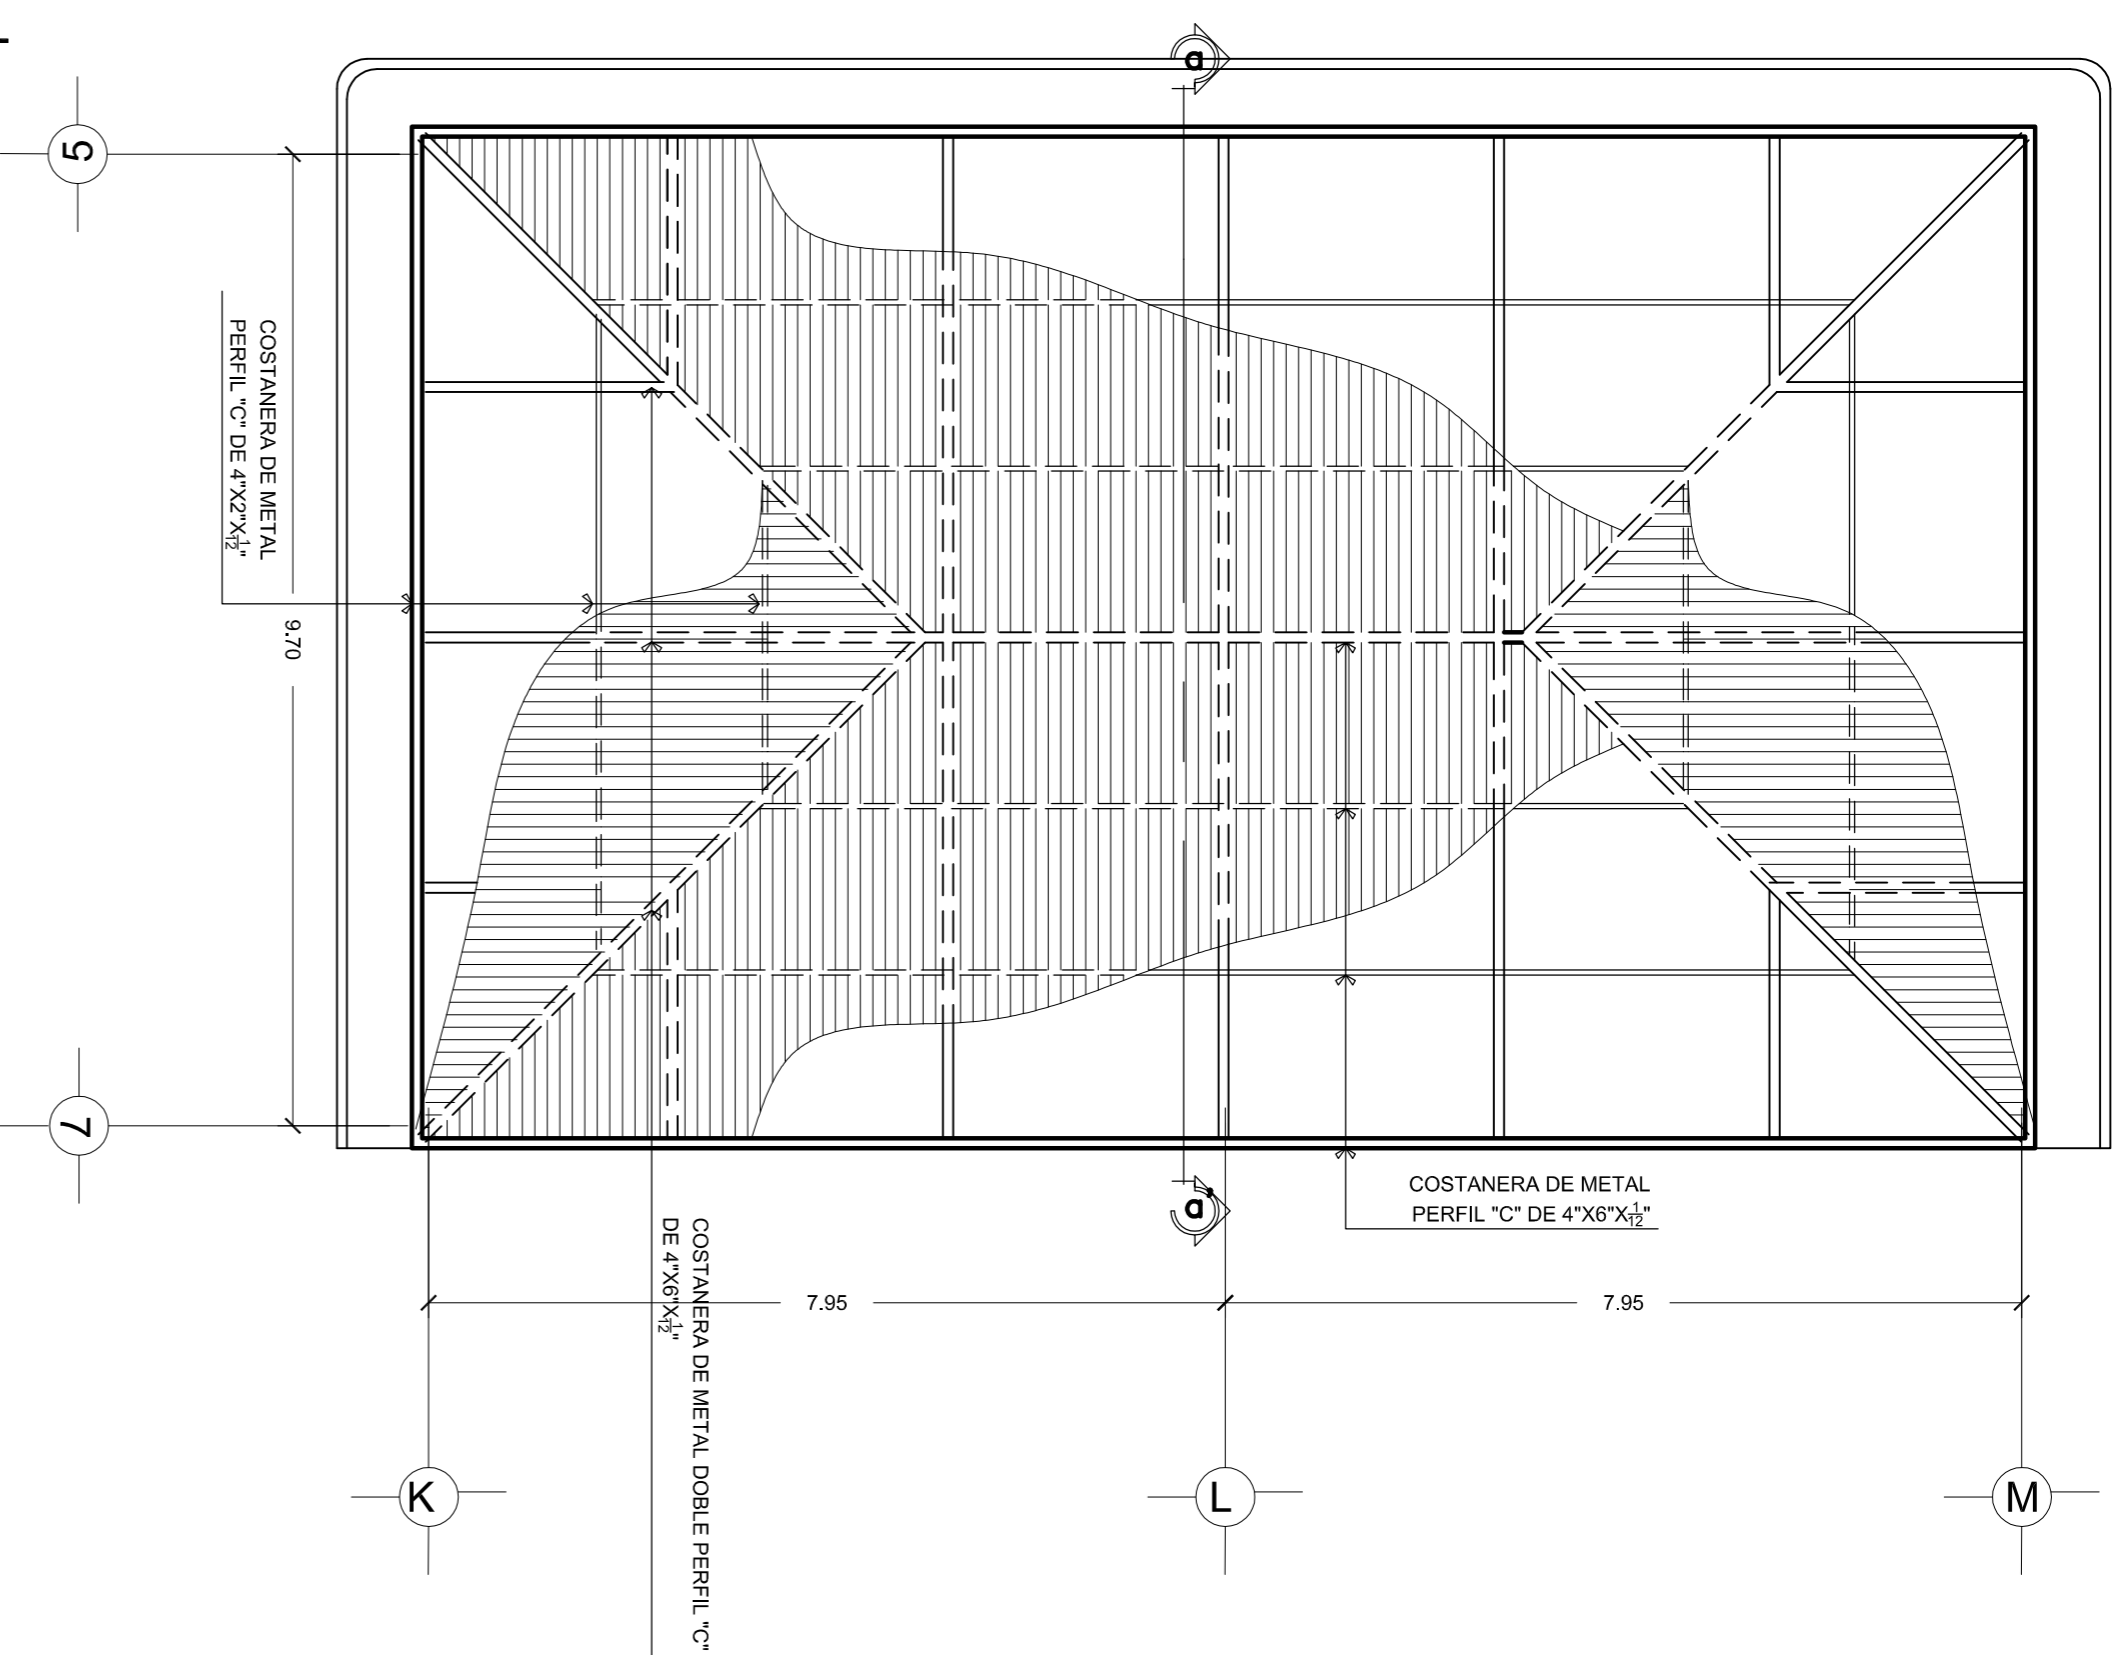 a
5
COSTANERA DE METAL
PERFIL "C" DE 4"X2"X1/12"
9.70
7
a'
COSTANERA DE METAL
PERFIL "C" DE 4"X6"X1/12"
COSTANERA DE METAL DOBLE PERFIL "C"
DE 4"X6"X1/12"
7.95
7.95
K
L
M